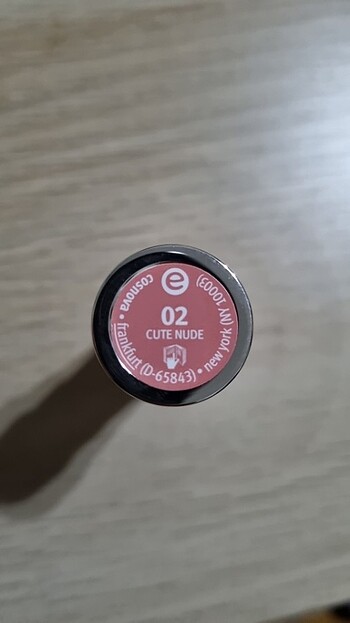 e
02
CUTE NUDE
cosnova • frankfurt (D-65843) • new york (NY 10003)